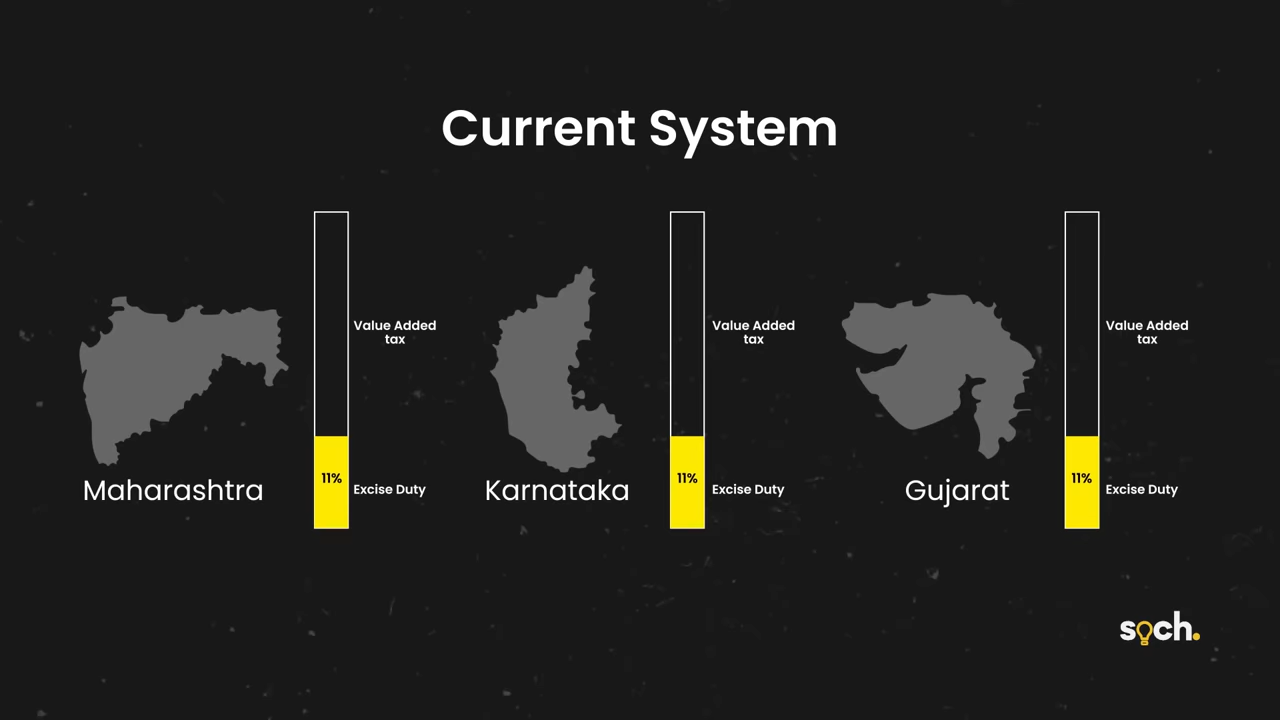 Current System
Value Added
tax
11%
Excise Duty
Maharashtra
Value Added
tax
11%
Excise Duty
Karnataka
Value Added
tax
11%
Excise Duty
Gujarat
soch.